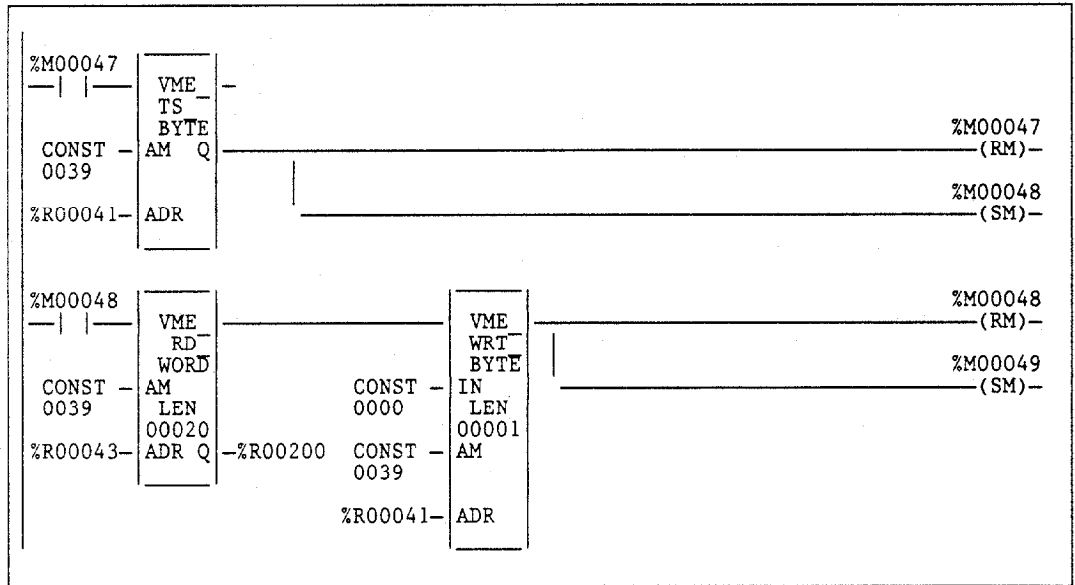 %M00047
VME_
TS_
BYTE
%M00047
CONST AM Q (RM)
0039
%M00048
%R00041 ADR (SM)
%M00048 %M00048
VME_ VME_ (RM)
RD_ WRT_
WORD BYTE
%M00049
CONST AM CONST IN (SM)
0039 LEN 0000 LEN
00020 00001
%R00043 ADR Q %R00200 CONST AM
0039
%R00041 ADR